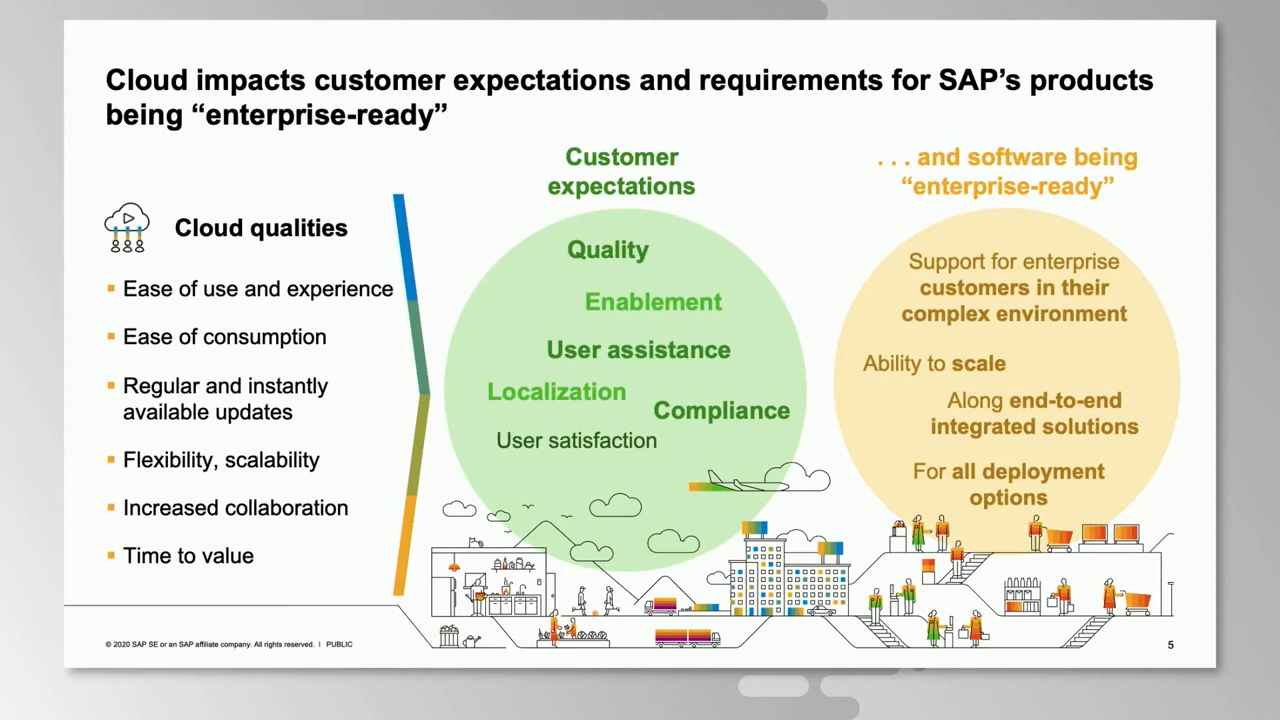 Cloud impacts customer expectations and requirements for SAP’s products
being “enterprise-ready”
Cloud qualities
▪ Ease of use and experience
▪ Ease of consumption
▪ Regular and instantly
available updates
▪ Flexibility, scalability
▪ Increased collaboration
▪ Time to value
Customer
expectations
Quality
Enablement
User assistance
Localization
Compliance
User satisfaction
. . . and software being
“enterprise-ready”
Support for enterprise
customers in their
complex environment
Ability to scale
Along end-to-end
integrated solutions
For all deployment
options
© 2020 SAP SE or an SAP affiliate company. All rights reserved. | PUBLIC
5